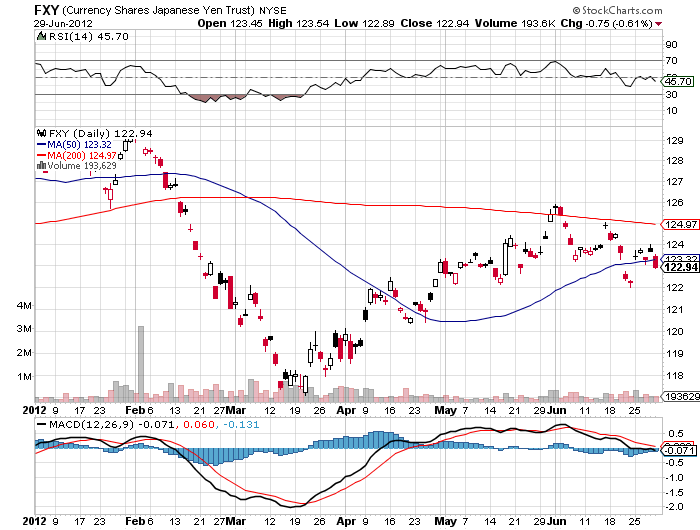 FXY (Currency Shares Japanese Yen Trust) NYSE
© StockCharts.com
29-Jun-2012 Open 123.45 High 123.54 Low 122.89 Close 122.94 Volume 193.6K Chg -0.75 (-0.61%)
RSI(14) 45.70
90
70
50
45.70
30
10
FXY (Daily) 122.94
MA(50) 123.32
MA(200) 124.97
Volume 193,629
129
128
127
126
124.97
124
123.32
122.94
122
121
120
119
118
4M
3M
2M
1M
193629
2012 9 17 23 Feb 6 13 21 27 Mar 12 19 26 Apr 9 16 23 May 7 14 21 29 Jun 11 18 25
MACD(12,26,9) -0.071, 0.060, -0.131
0.5
-0.071
-0.5
-1.0
-1.5
-2.0
2012 9 17 23 Feb 6 13 21 27 Mar 12 19 26 Apr 9 16 23 May 7 14 21 29 Jun 11 18 25